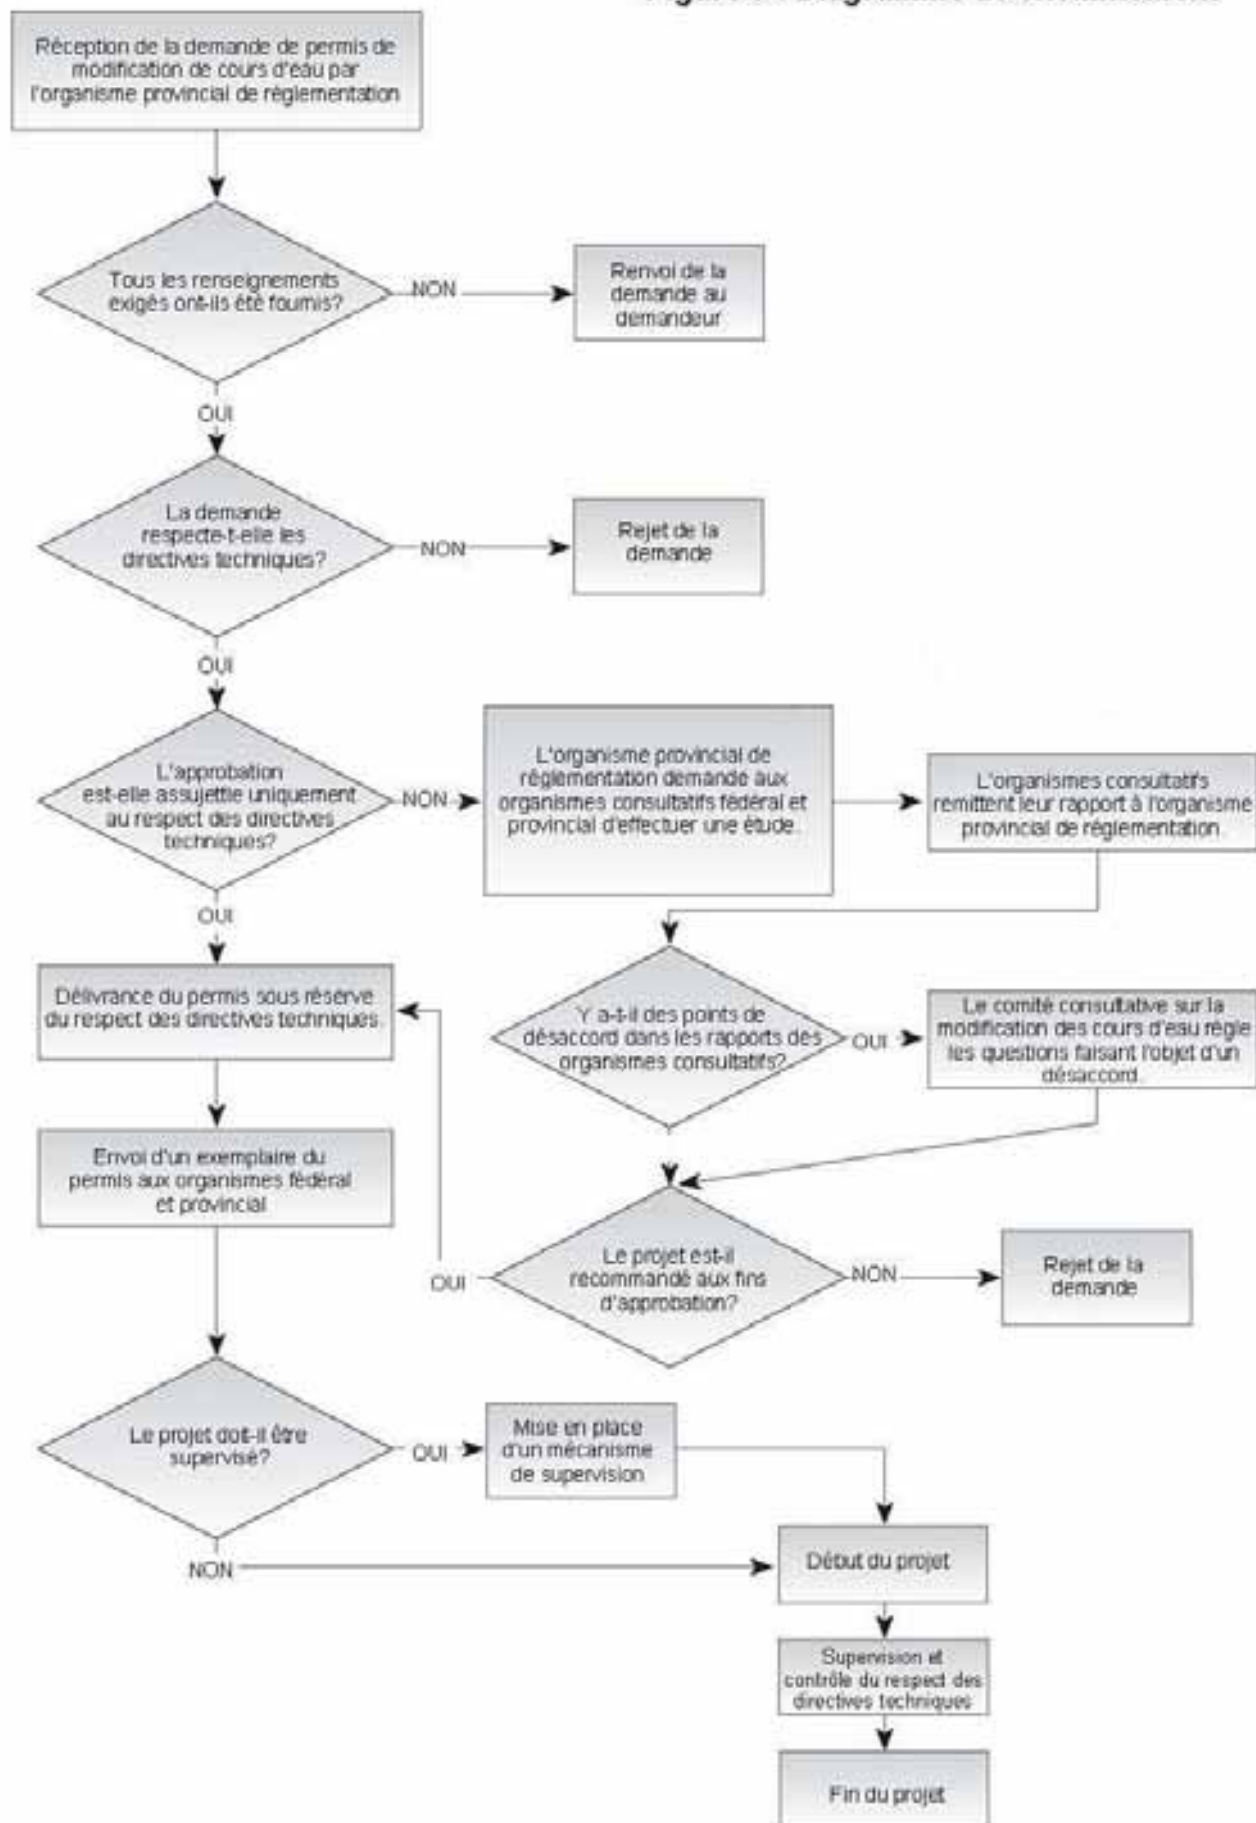 Réception de la demande de permis de
modification de cours d'eau par
l'organisme provincial de règlementation
Tous les renseignements
exigés ont-ils été fournis?
NON
Renvoi de la
demande au
demandeur
OUI
La demande
respecte-t-elle les
directives techniques?
NON
Rejet de la
demande
OUI
L'approbation
est-elle assujettie uniquement
au respect des directives
techniques?
NON
L'organisme provincial de
réglementation demande aux
organismes consultatifs fédéral et
provincial d'effectuer une étude.
L'organismes consultatifs
remittent leur rapport à l'organisme
provincial de réglementation.
OUI
Délivrance du permis sous réserve
du respect des directives techniques.
Y a-t-il des points de
désaccord dans les rapports des
organismes consultatifs?
OUI
Le comité consultative sur la
modification des cours d'eau règle
les questions faisant l'objet d'un
désaccord.
Envoi d'un exemplaire du
permis aux organismes fédéral
et provincial
Le projet est-il
recommandé aux fins
d'approbation?
OUI
NON
Rejet de la
demande
Le projet doit-il être
supervisé?
OUI
Mise en place
d'un mécanisme
de supervision
NON
Début du projet
Supervision et
contrôle du respect des
directives techniques
Fin du projet